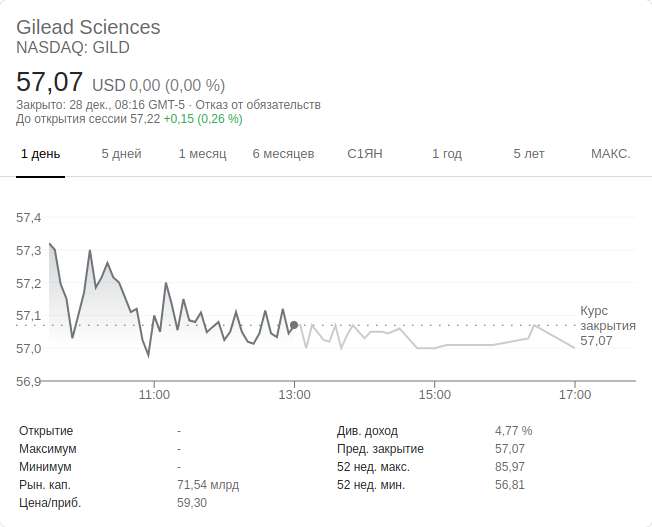 Gilead Sciences
NASDAQ: GILD
57,07 USD 0,00 (0,00 %)
Закрыто: 28 дек., 08:16 GMT-5 · Отказ от обязательств
До открытия сессии 57,22 +0,15 (0,26 %)
1 день 5 дней 1 месяц 6 месяцев С1ЯН 1 год 5 лет МАКС.
57,4
57,3
57,2
57,1
57,0
56,9
Курс
закрытия
57,07
11:00 13:00 15:00 17:00
Открытие - Див. доход 4,77 %
Максимум - Пред. закрытие 57,07
Минимум - 52 нед. макс. 85,97
Рын. кап. 71,54 млрд 52 нед. мин. 56,81
Цена/приб. 59,30